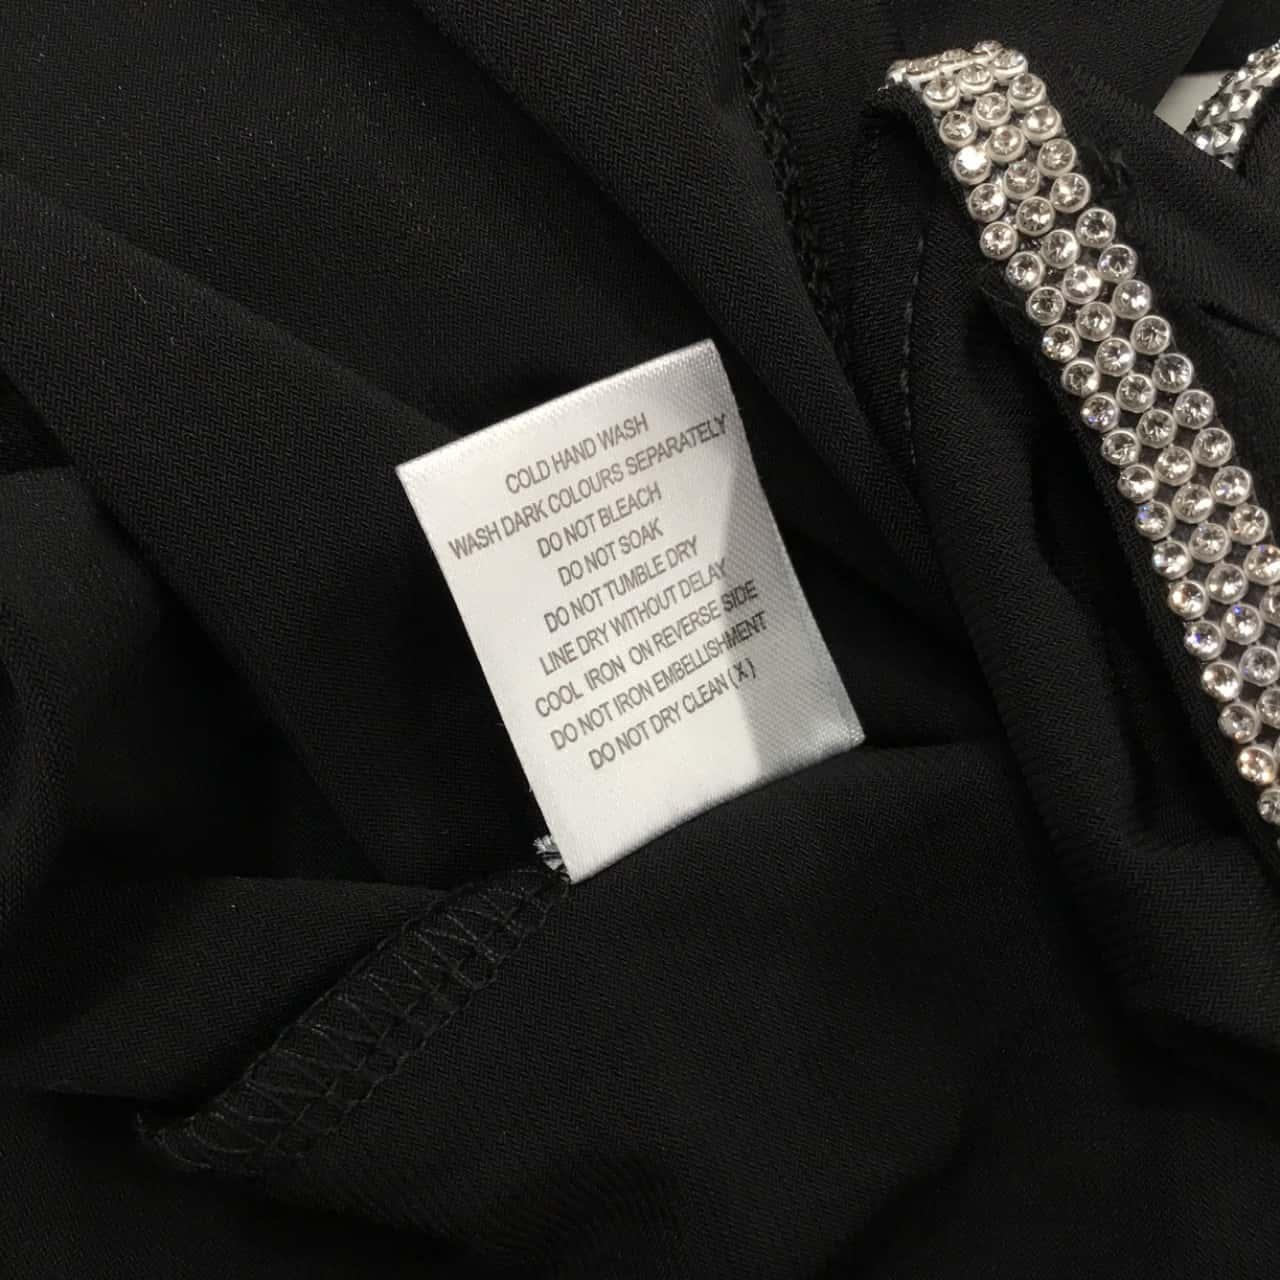 COLD HAND WASH
WASH DARK COLOURS SEPARATELY
DO NOT BLEACH
DO NOT SOAK
DO NOT TUMBLE DRY
LINE DRY WITHOUT DELAY
COOL IRON ON REVERSE SIDE
DO NOT IRON EMBELLISHMENT
DO NOT DRY CLEAN ( X )